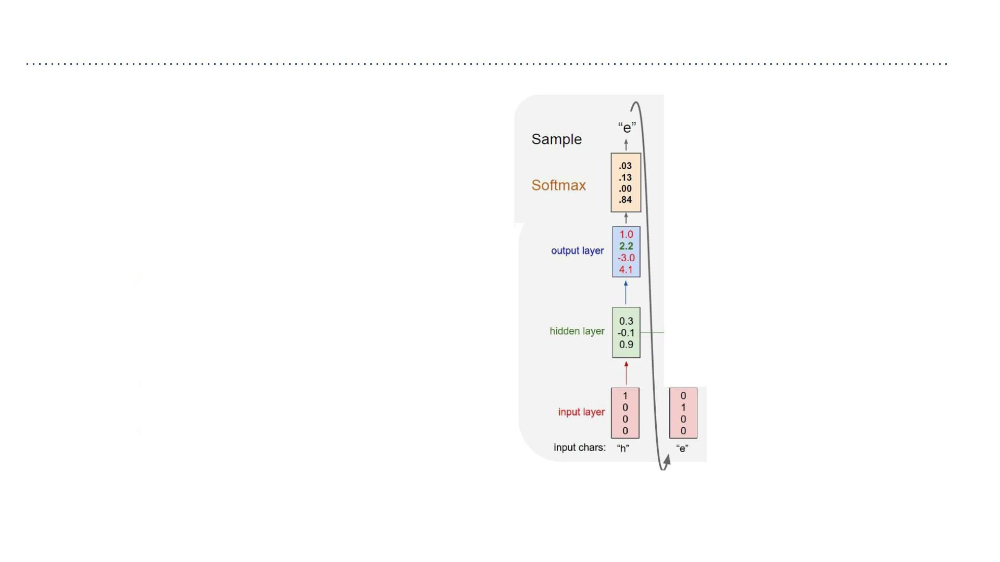 “e”
Sample
.03
.13
Softmax
.00
.84
1.0
2.2
output layer
-3.0
4.1
0.3
hidden layer
-0.1
0.9
1 0
0 1
input layer
0 0
0 0
input chars: “h” “e”